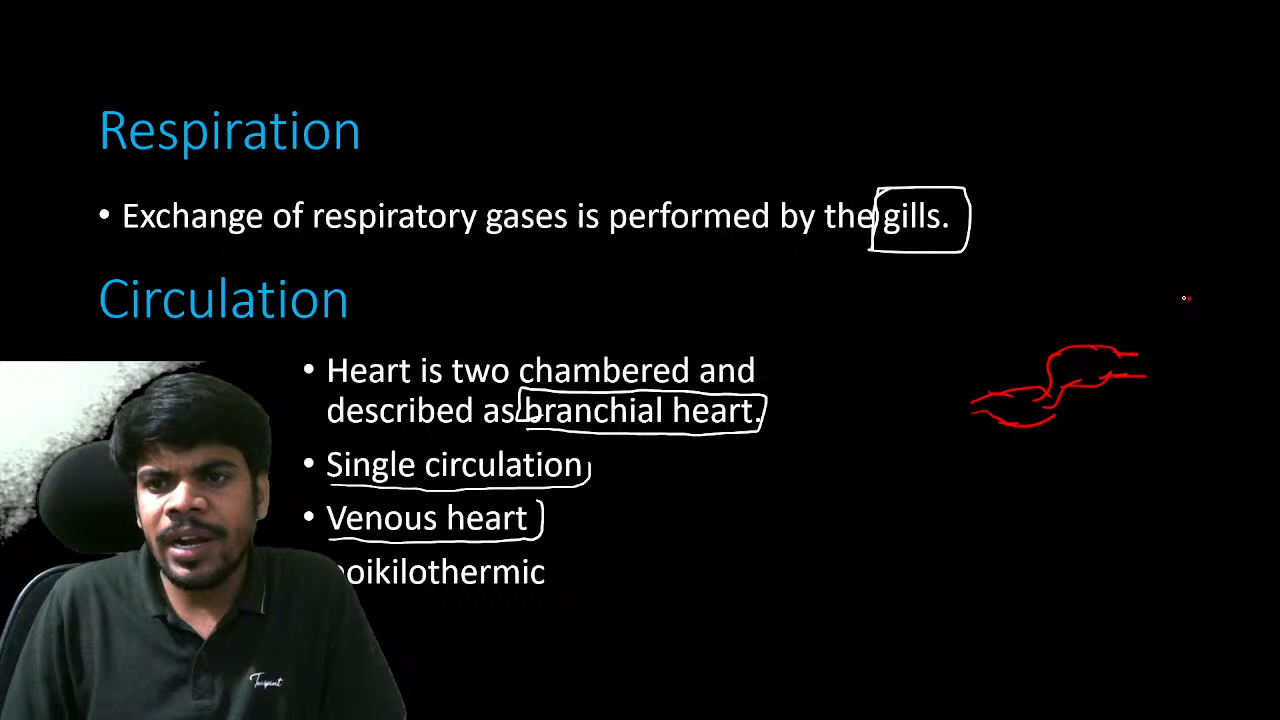 Respiration
• Exchange of respiratory gases is performed by the gills.
Circulation
• Heart is two chambered and
described as branchial heart.
• Single circulation
• Venous heart
poikilothermic